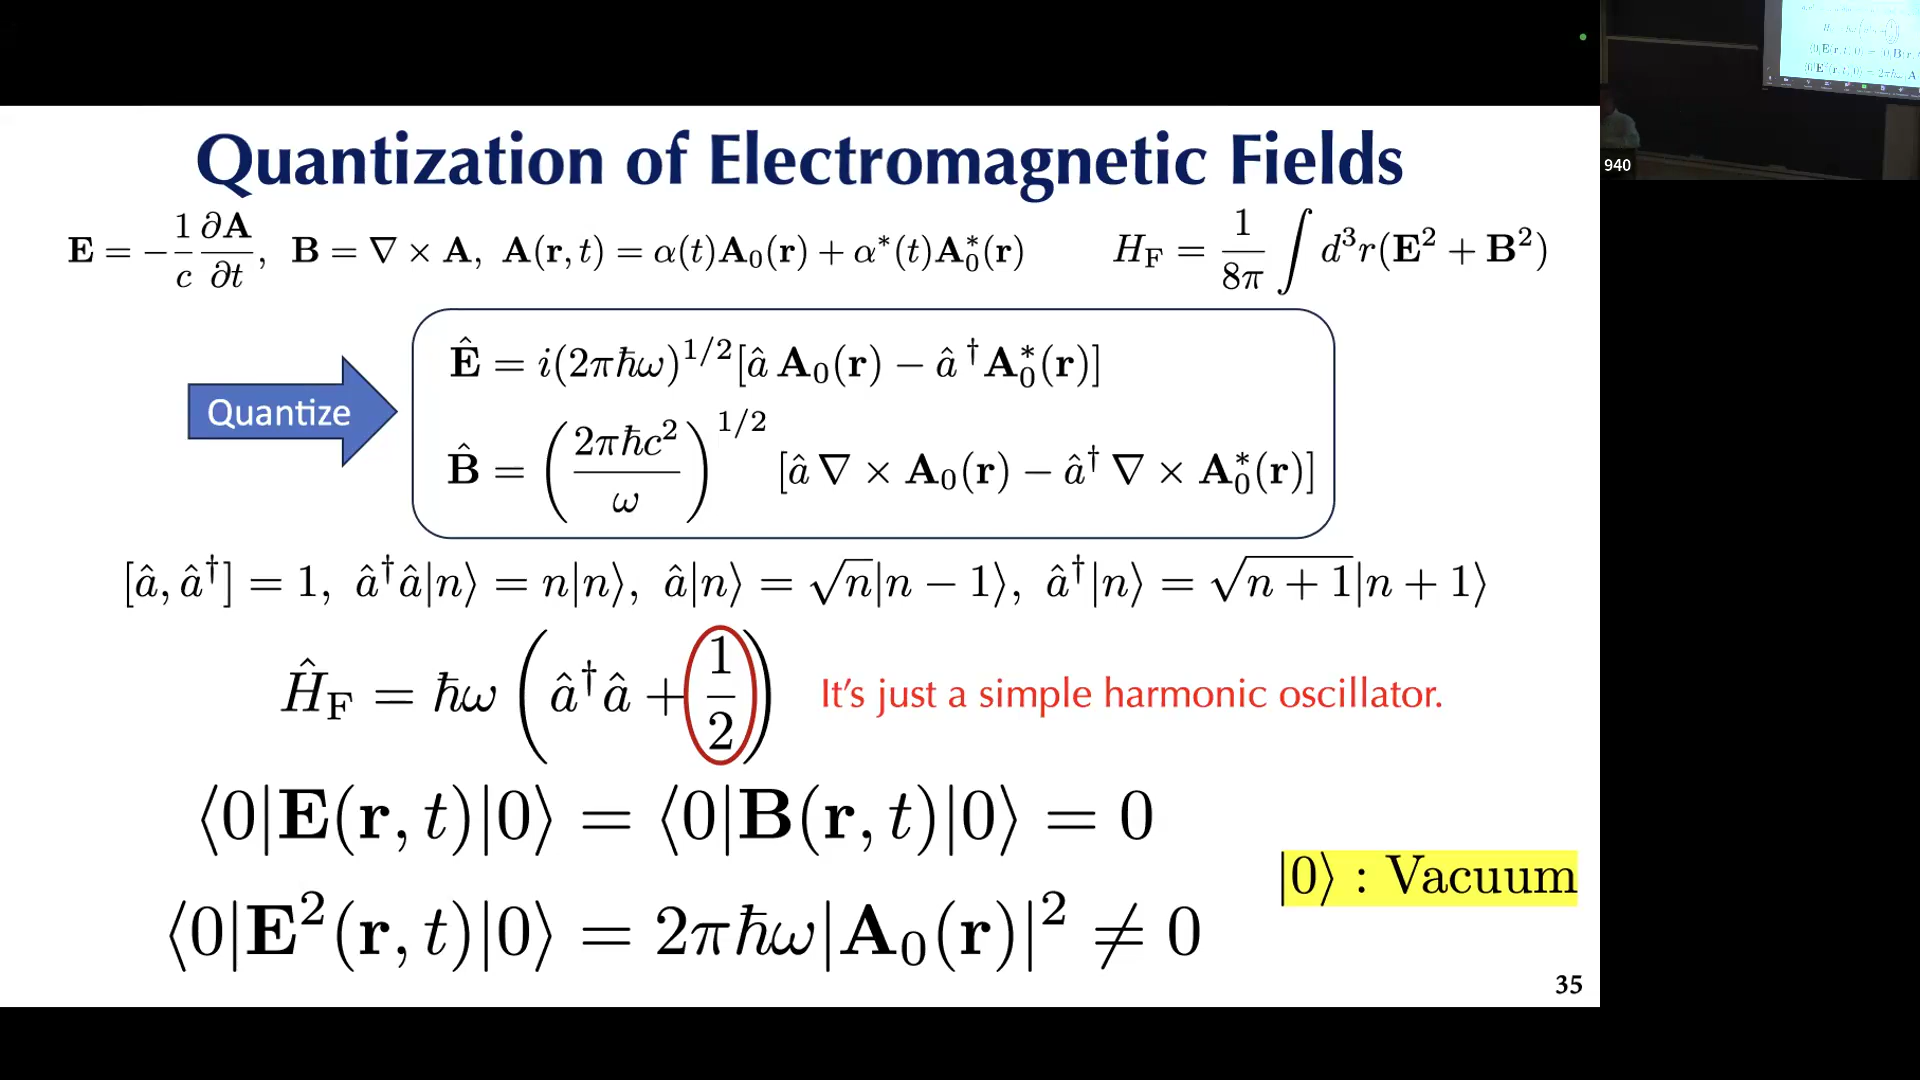 Quantization of Electromagnetic Fields
E = −(1/c) ∂A/∂t, B = ∇ × A, A(r, t) = α(t)A₀(r) + α*(t)A₀*(r)
H_F = (1/8π) ∫ d³r(E² + B²)
Quantize
Ê = i(2πħω)^{1/2}[â A₀(r) − â†A₀*(r)]
B̂ = (2πħc²/ω)^{1/2} [â ∇ × A₀(r) − â† ∇ × A₀*(r)]
[â, â†] = 1, â†â|n⟩ = n|n⟩, â|n⟩ = √n|n − 1⟩, â†|n⟩ = √(n + 1)|n + 1⟩
Ĥ_F = ħω (â†â + 1/2) It’s just a simple harmonic oscillator.
⟨0|E(r, t)|0⟩ = ⟨0|B(r, t)|0⟩ = 0
|0⟩ : Vacuum
⟨0|E²(r, t)|0⟩ = 2πħω|A₀(r)|² ≠ 0
35
940